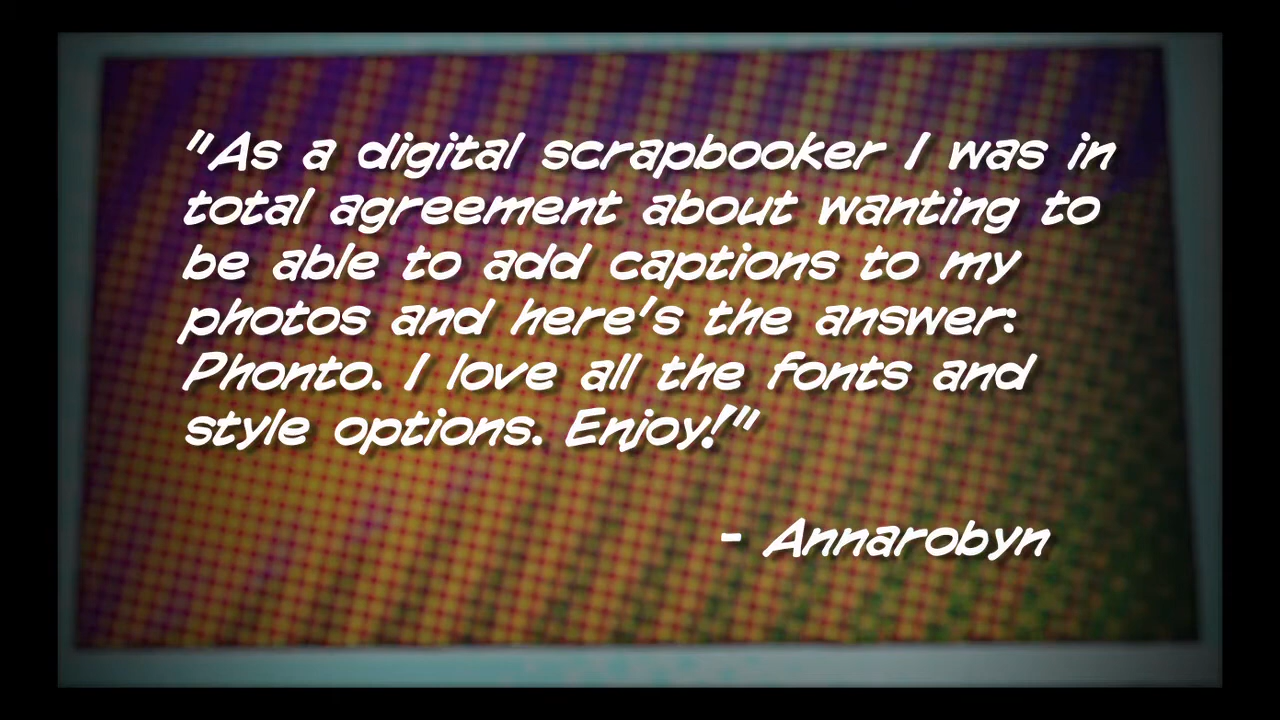 "As a digital scrapbooker I was in
total agreement about wanting to
be able to add captions to my
photos and here's the answer:
Phonto. I love all the fonts and
style options. Enjoy!"
- Annarobyn